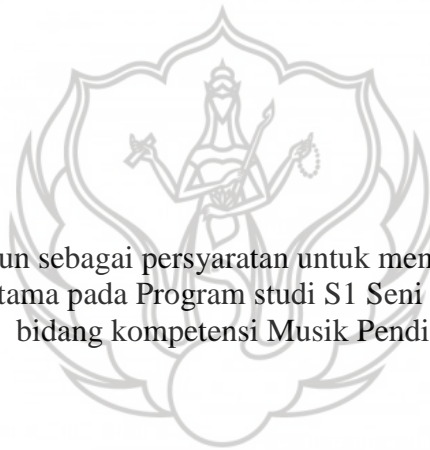 un sebagai persyaratan untuk men
tama pada Program studi S1 Seni
bidang kompetensi Musik Pendi